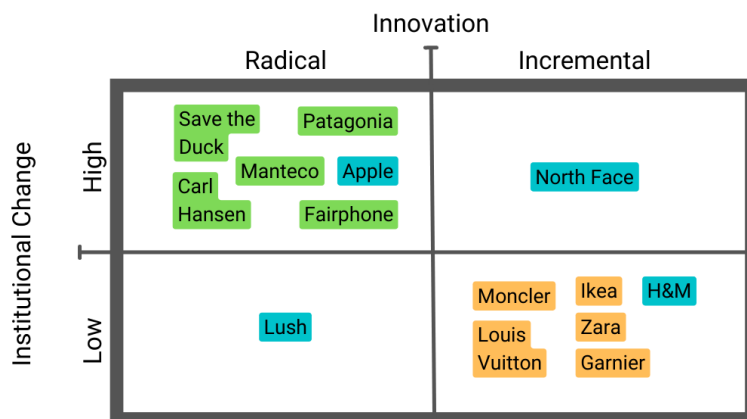 Innovation
Radical
Incremental
Institutional Change
High
Low
Save the
Duck
Patagonia
Manteco
Apple
Carl
Hansen
Fairphone
North Face
Lush
Moncler
Ikea
H&M
Louis
Vuitton
Zara
Garnier